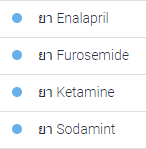 ยา Enalapril
ยา Furosemide
ยา Ketamine
ยา Sodamint